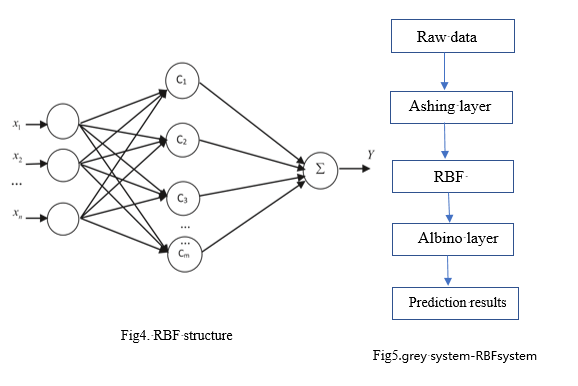 x1
x2
...
xn
C1
C2
C3
...
...
Cm
Σ
Y
Fig4. RBF structure
Raw data
Ashing layer
RBF
Albino layer
Prediction results
Fig5.grey system-RBFsystem